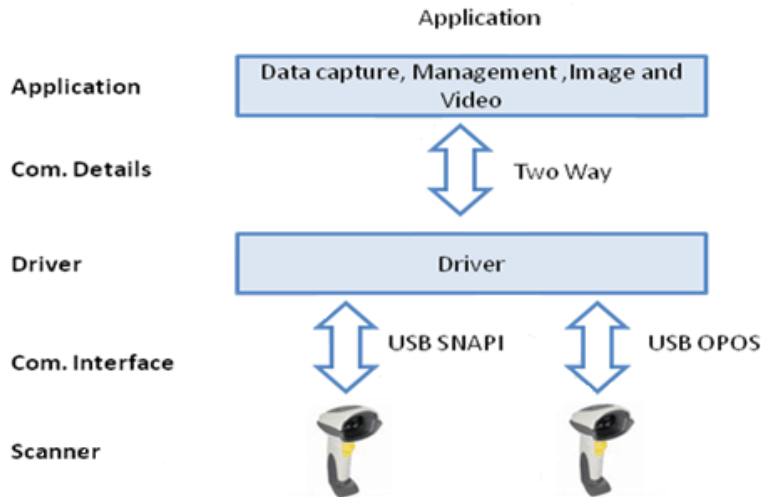 Application
Application
Data capture, Management ,Image and
Video
Com. Details
Two Way
Driver
Driver
USB SNAPI
USB OPOS
Com. Interface
Scanner